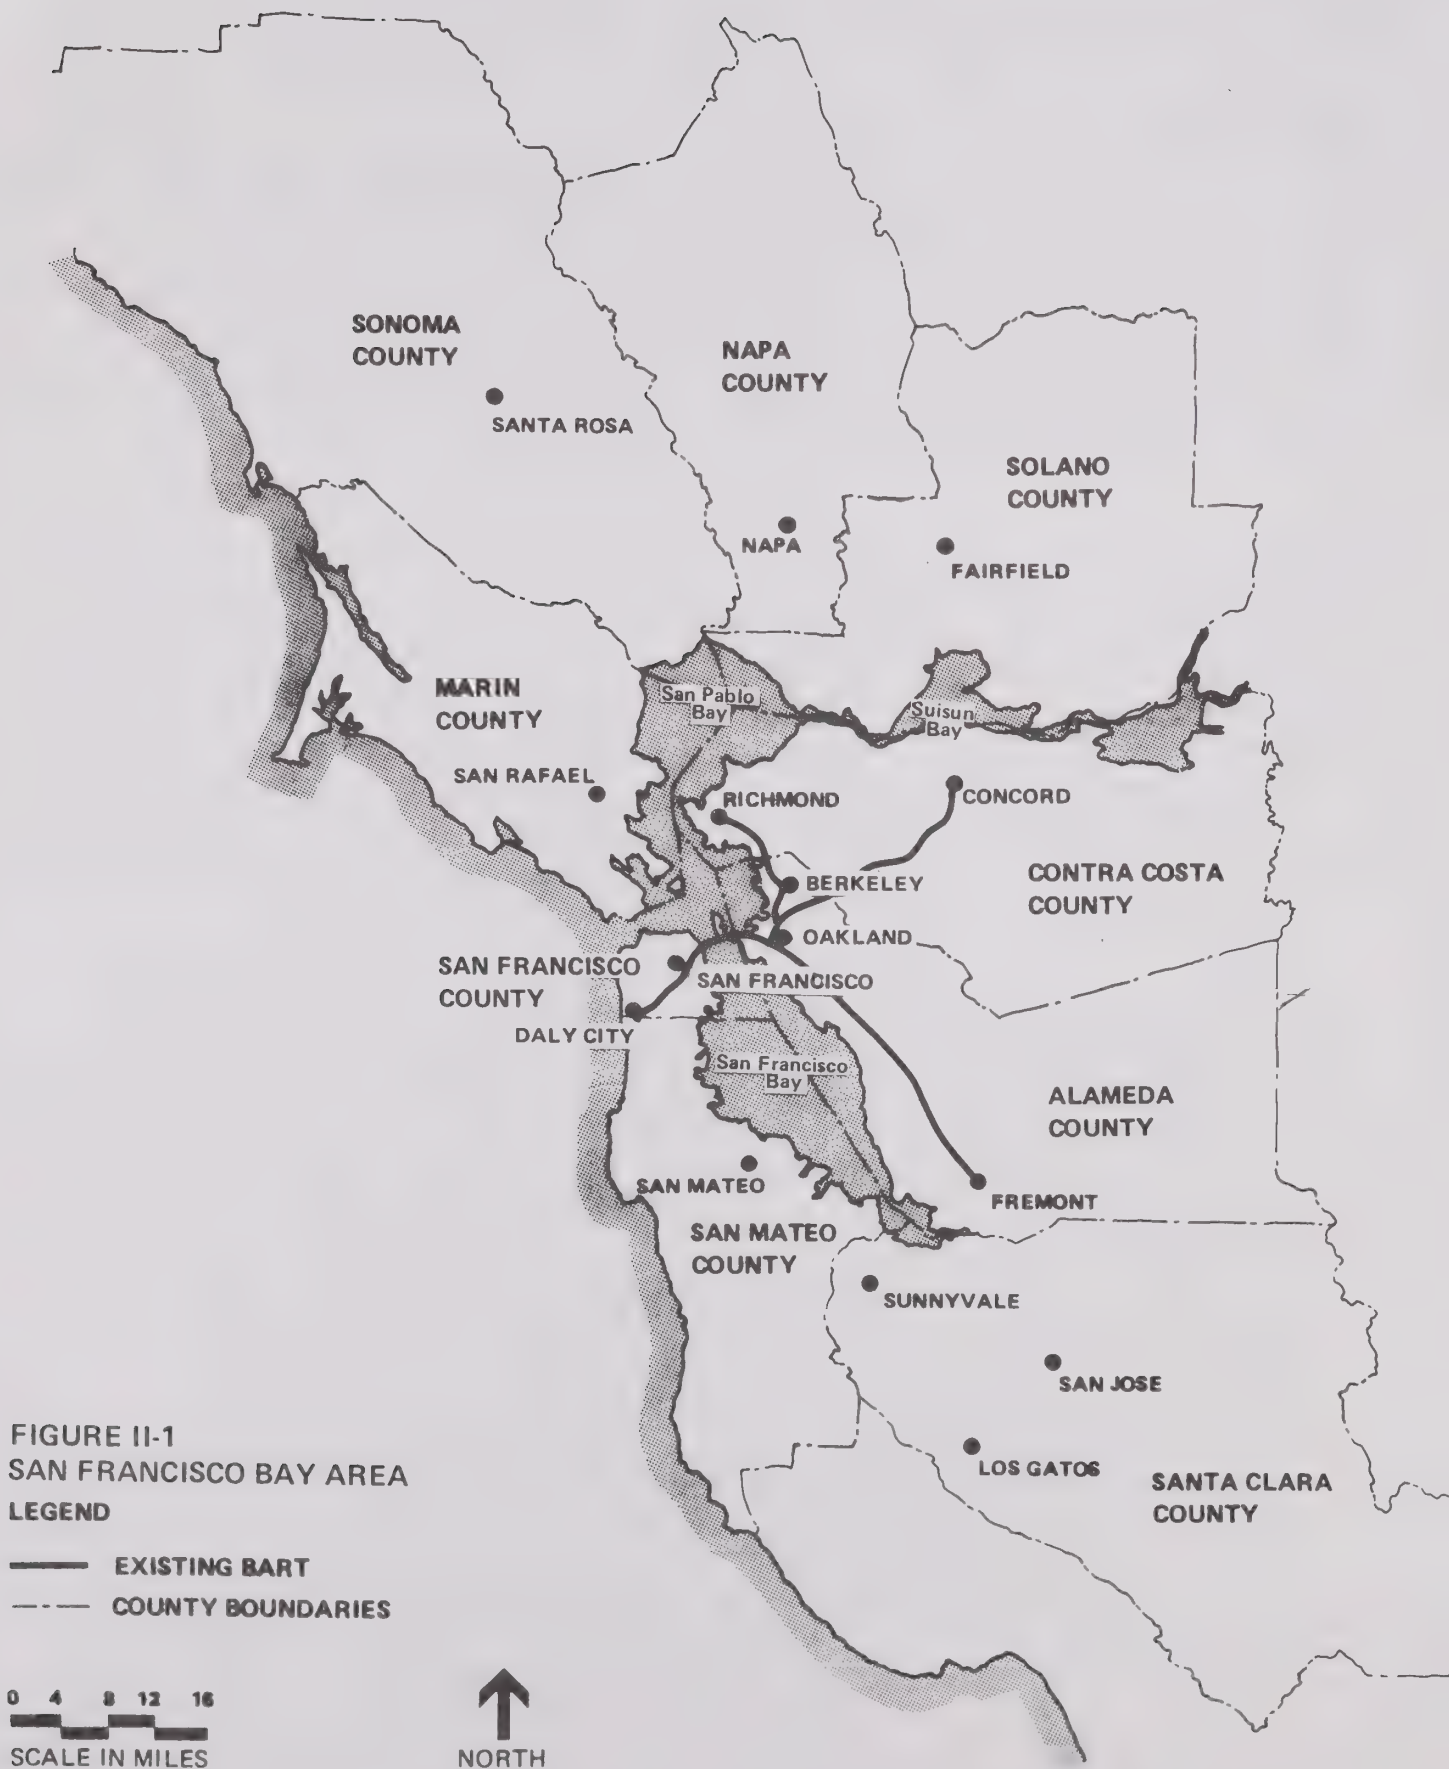 SONOMA
COUNTY
SANTA ROSA
NAPA
COUNTY
NAPA
SOLANO
COUNTY
FAIRFIELD
MARIN
COUNTY
San Pablo
Bay
Suisun
Bay
SAN RAFAEL
RICHMOND
CONCORD
BERKELEY
CONTRA COSTA
COUNTY
OAKLAND
SAN FRANCISCO
COUNTY
SAN FRANCISCO
DALY CITY
San Francisco
Bay
ALAMEDA
COUNTY
SAN MATEO
FREMONT
SAN MATEO
COUNTY
SUNNYVALE
SAN JOSE
LOS GATOS
SANTA CLARA
COUNTY
FIGURE II-1
SAN FRANCISCO BAY AREA
LEGEND
EXISTING BART
COUNTY BOUNDARIES
0 4 8 12 16
SCALE IN MILES
NORTH